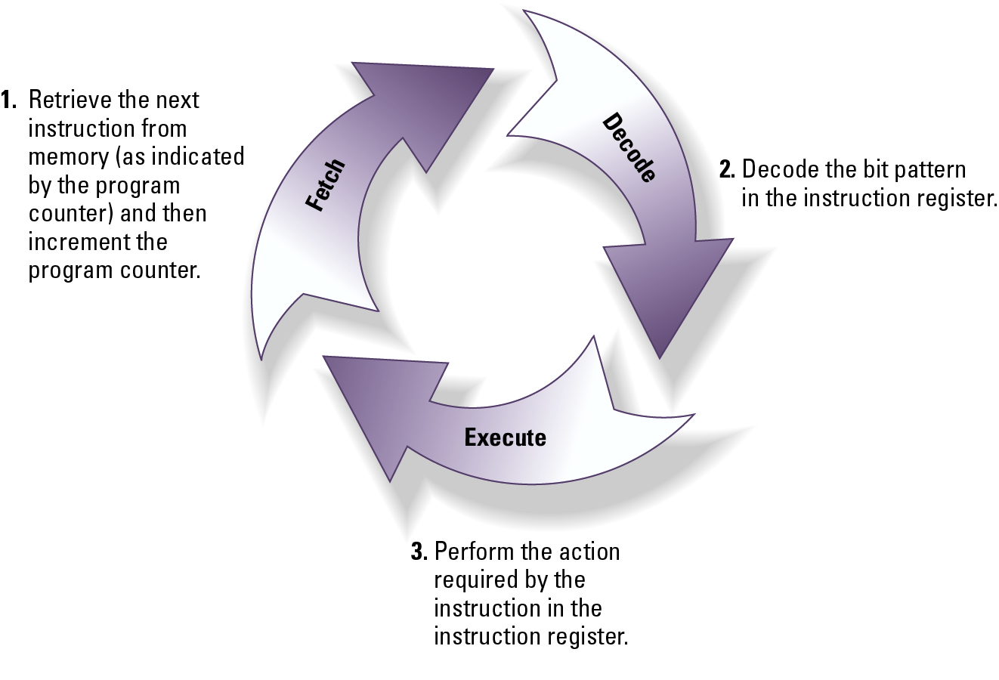 1. Retrieve the next
instruction from
memory (as indicated
by the program
counter) and then
increment the
program counter.
Fetch
Decode
2. Decode the bit pattern
in the instruction register.
Execute
3. Perform the action
required by the
instruction in the
instruction register.